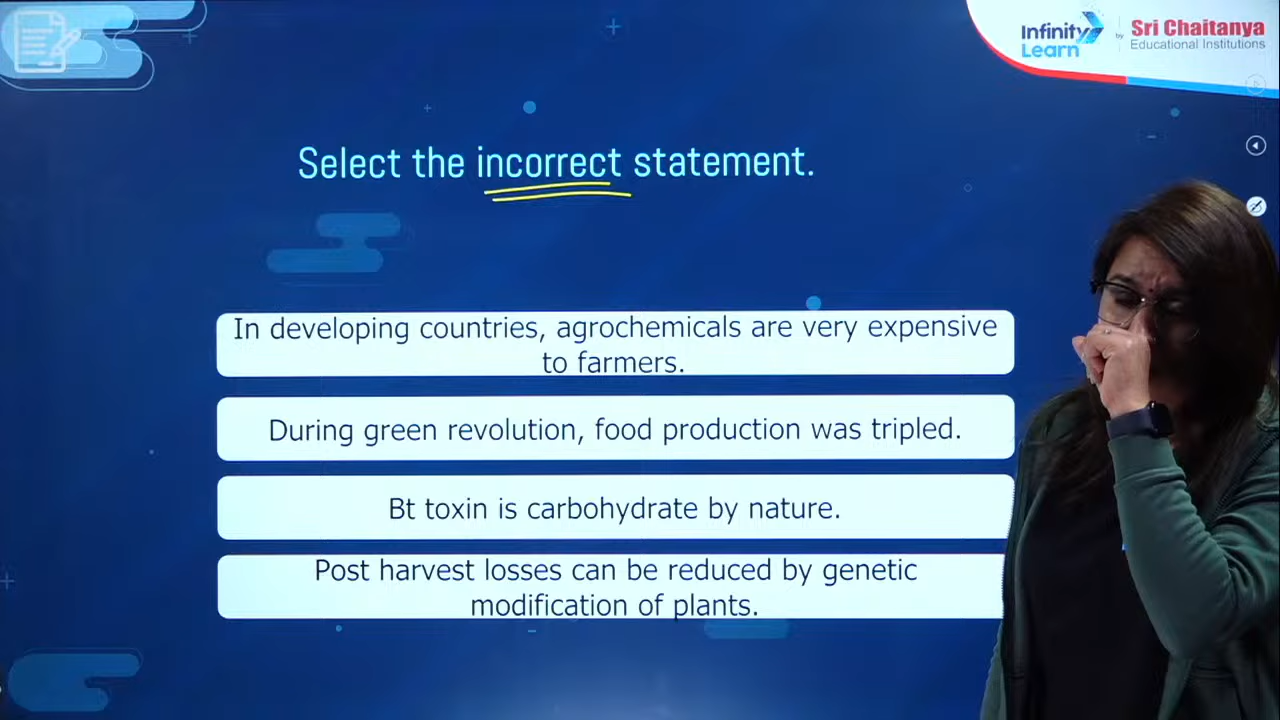 Infinity
Learn
by
Sri Chaitanya
Educational Institutions
Select the incorrect statement.
In developing countries, agrochemicals are very expensive
to farmers.
During green revolution, food production was tripled.
Bt toxin is carbohydrate by nature.
Post harvest losses can be reduced by genetic
modification of plants.